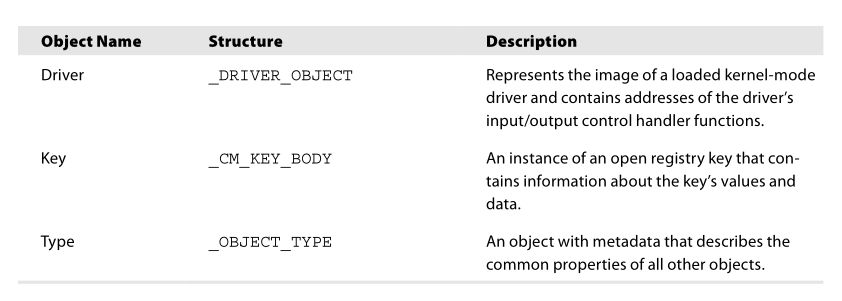 Object Name Structure Description
Driver _DRIVER_OBJECT Represents the image of a loaded kernel-mode
driver and contains addresses of the driver’s
input/output control handler functions.
Key _CM_KEY_BODY An instance of an open registry key that con-
tains information about the key’s values and
data.
Type _OBJECT_TYPE An object with metadata that describes the
common properties of all other objects.